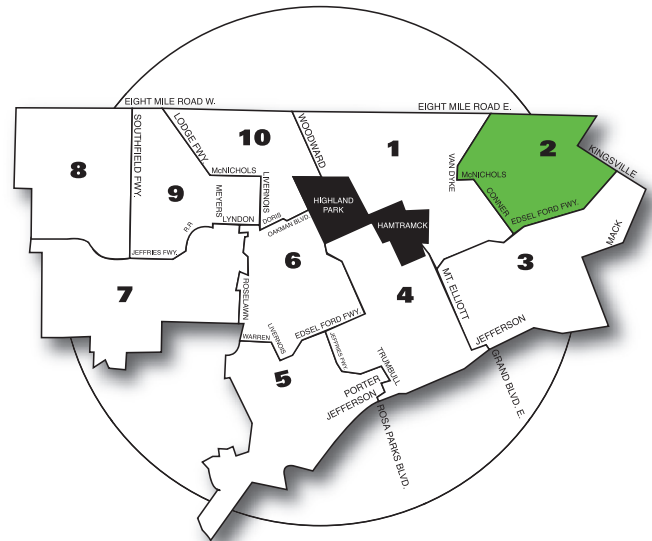 EIGHT MILE ROAD W.
EIGHT MILE ROAD E.
SOUTHFIELD FWY.
LODGE FWY.
10
WOODWARD
1
2
KINGSVILLE
8
9
McNICHOLS
VAN DYKE
McNICHOLS
MEYERS
LIVERNOIS
HIGHLAND
PARK
CONNER
LYNDON
DORIS
OAKMAN BLVD.
HAMTRAMCK
EDSEL FORD FWY.
MACK
R.R
JEFFRIES FWY.
6
3
7
ROSELAWN
4
MT. ELLIOTT
EDSEL FORD FWY.
LIVERNOIS
WARREN
JEFFRIES FWY.
JEFFERSON
5
TRUMBULL
GRAND BLVD. E.
PORTER
JEFFERSON
ROSA PARKS BLVD.